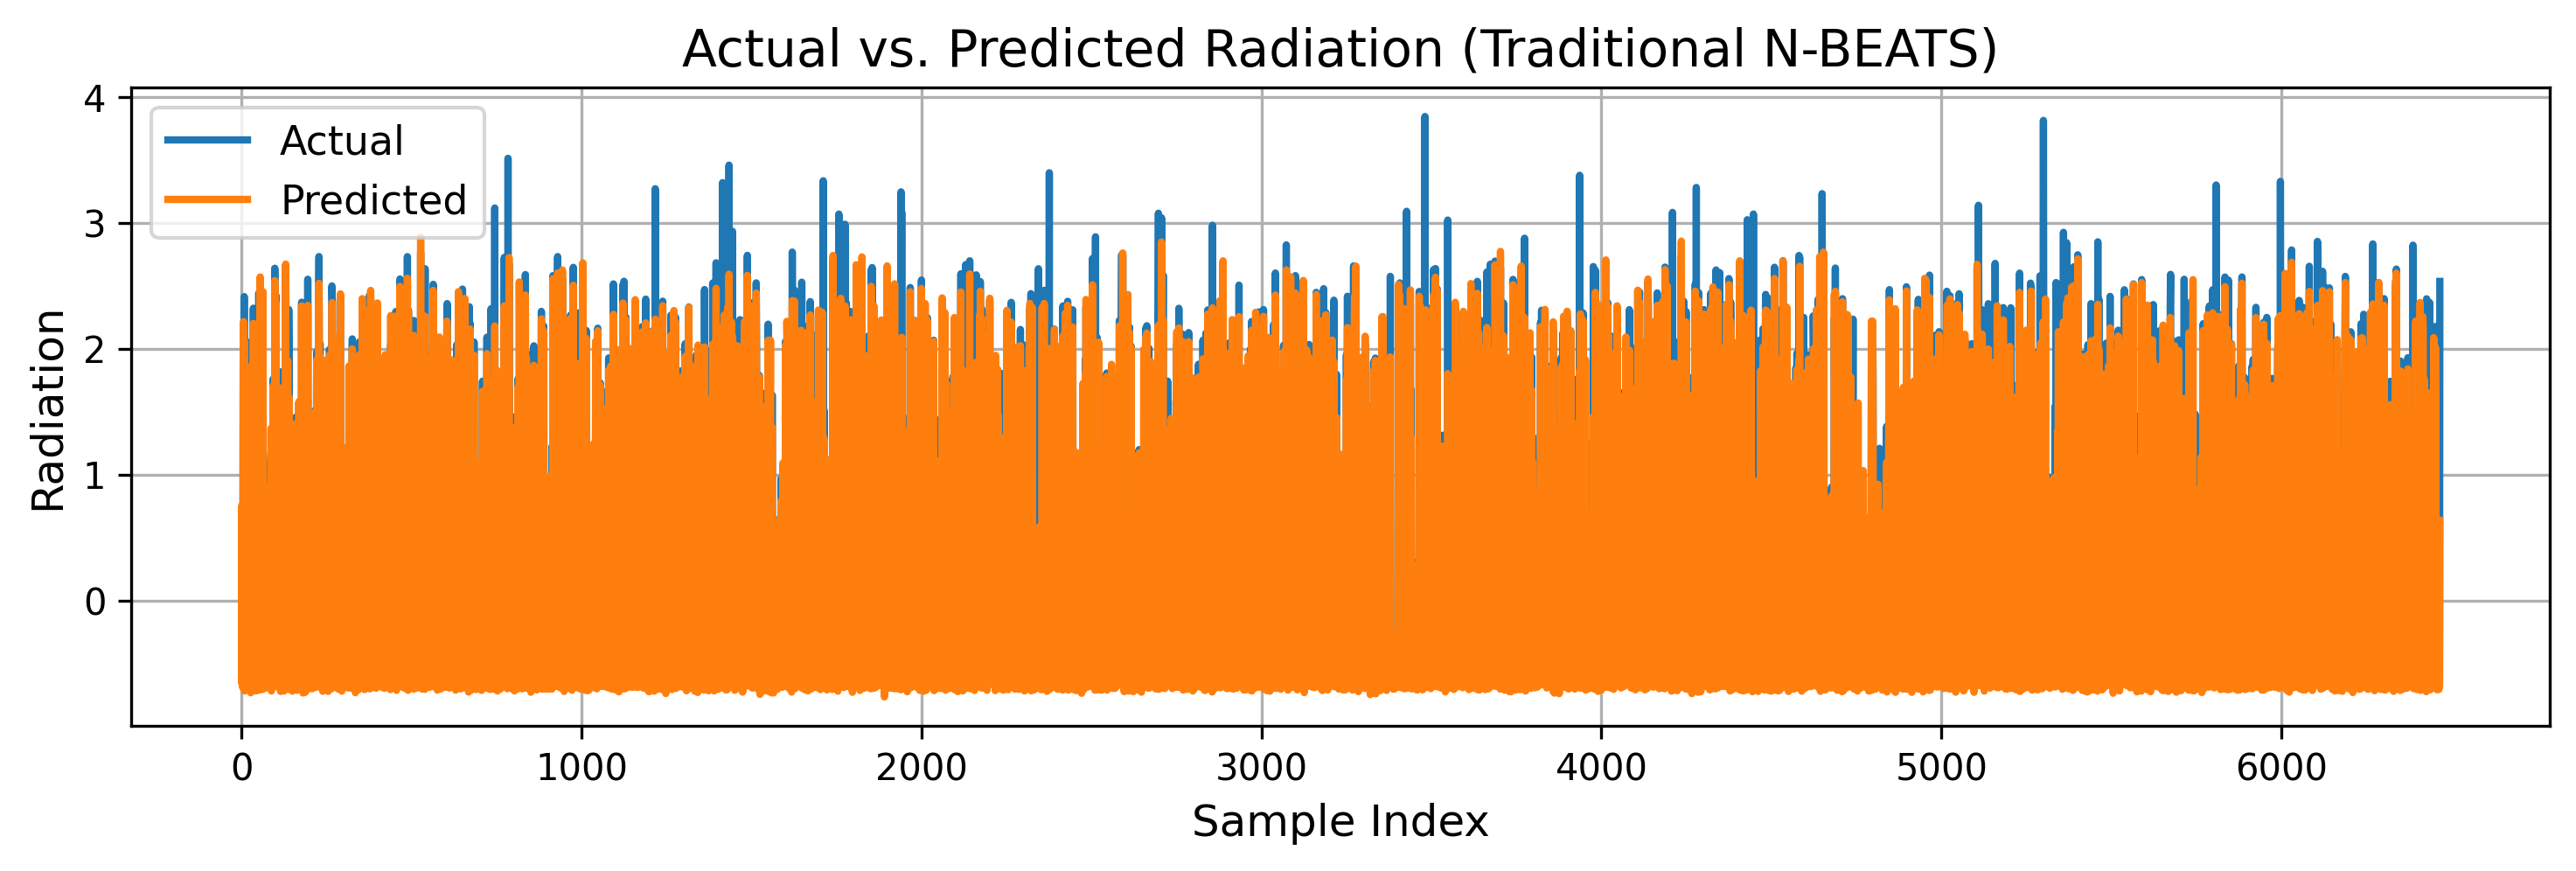 Actual vs. Predicted Radiation (Traditional N-BEATS)
4
3
2
1
0
Radiation
Actual
Predicted
0
1000
2000
3000
4000
5000
6000
Sample Index